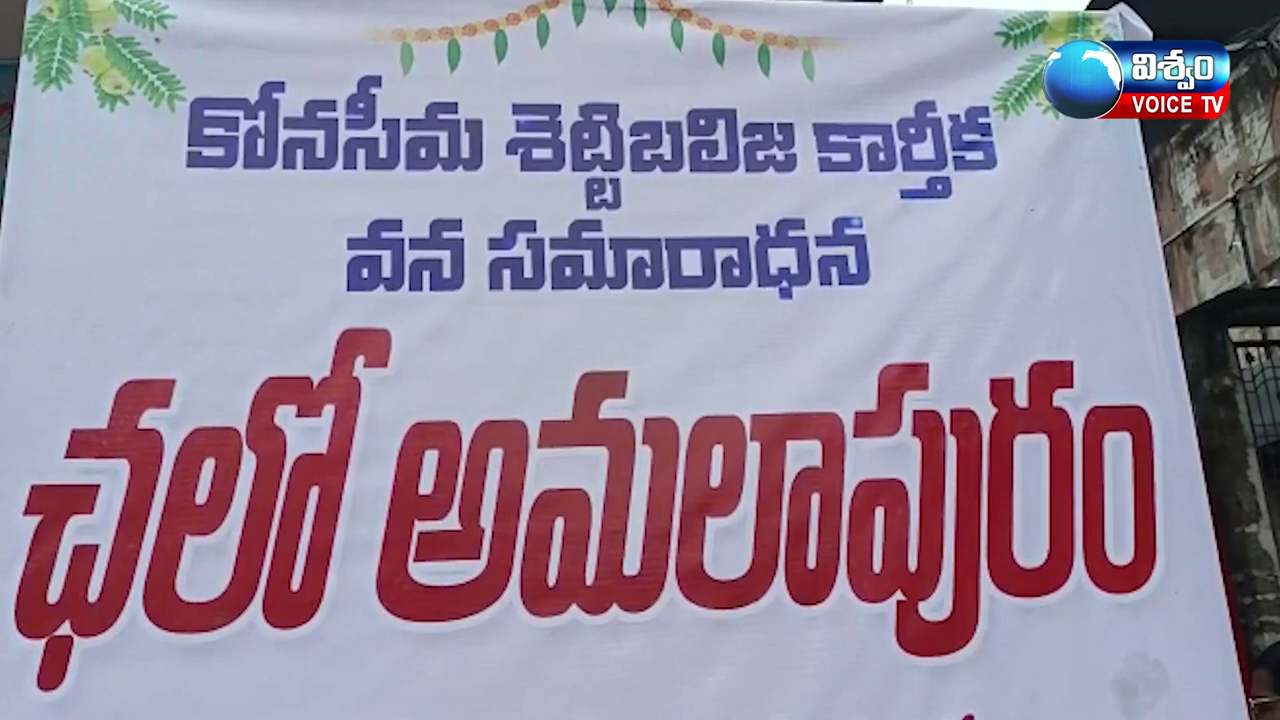 కోనసీమ శెట్టిబలిజ కార్తీక
వన సమారాధన
ఛలో అమలాపురం
విశ్వం
VOICE TV